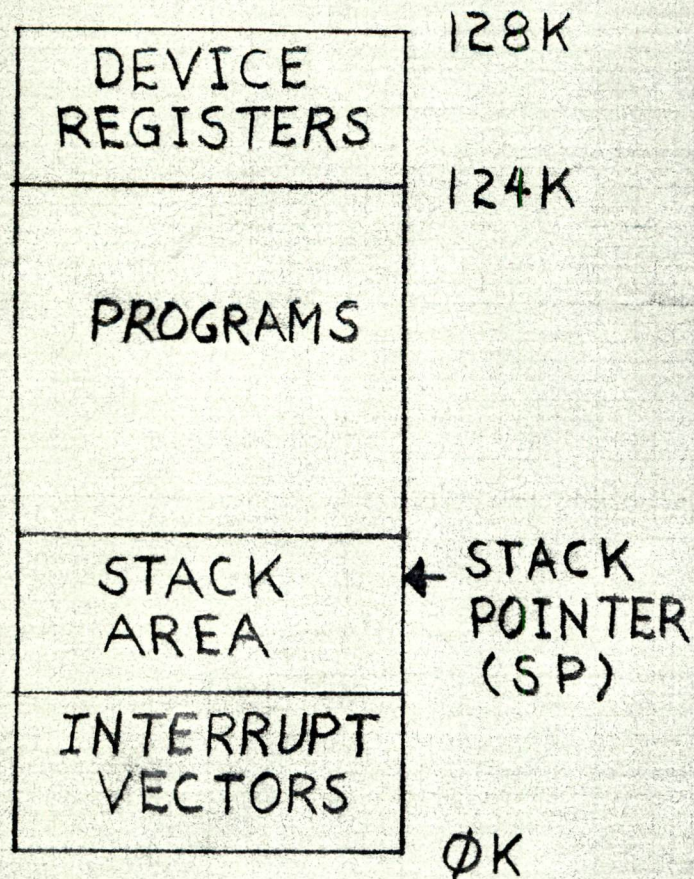 128K
DEVICE
REGISTERS
124K
PROGRAMS
STACK
AREA
STACK
POINTER
(SP)
INTERRUPT
VECTORS
ØK